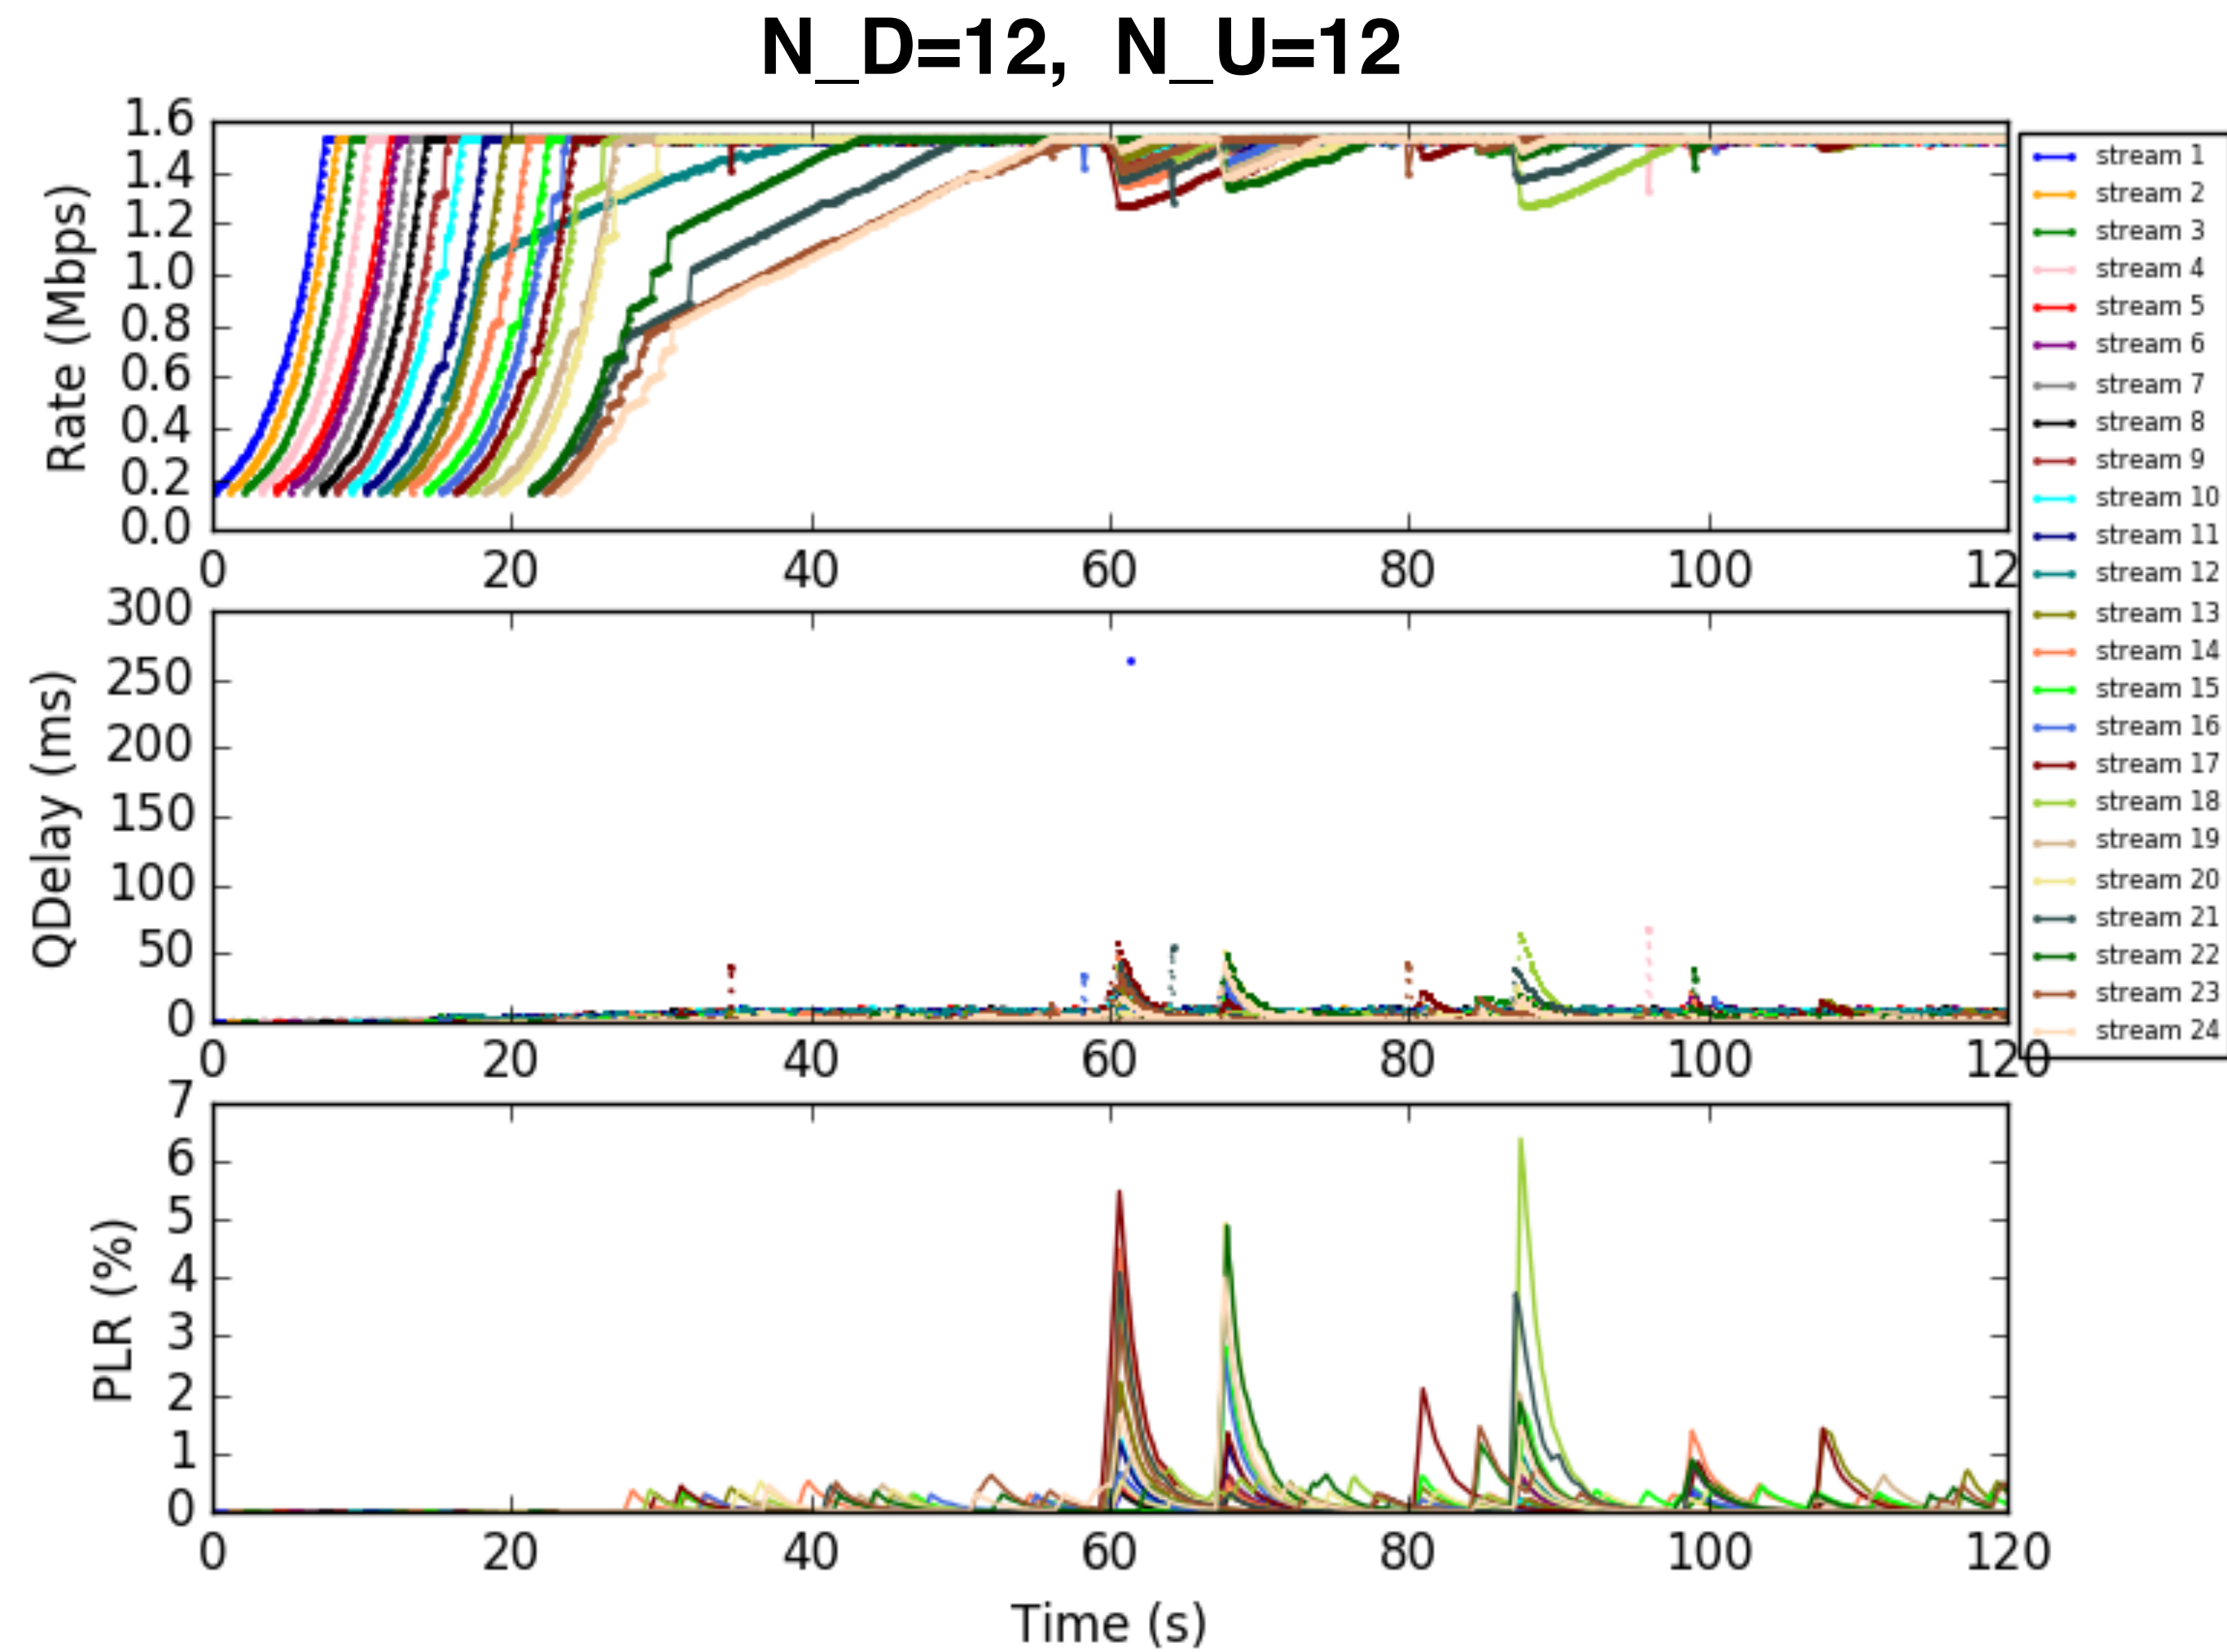 N_D=12, N_U=12
Rate (Mbps)
1.6
1.4
1.2
1.0
0.8
0.6
0.4
0.2
0.0
0 20 40 60 80 100 12
QDelay (ms)
300
250
200
150
100
50
0
0 20 40 60 80 100 120
PLR (%)
7
6
5
4
3
2
1
0
0 20 40 60 80 100 120
Time (s)
stream 1
stream 2
stream 3
stream 4
stream 5
stream 6
stream 7
stream 8
stream 9
stream 10
stream 11
stream 12
stream 13
stream 14
stream 15
stream 16
stream 17
stream 18
stream 19
stream 20
stream 21
stream 22
stream 23
stream 24